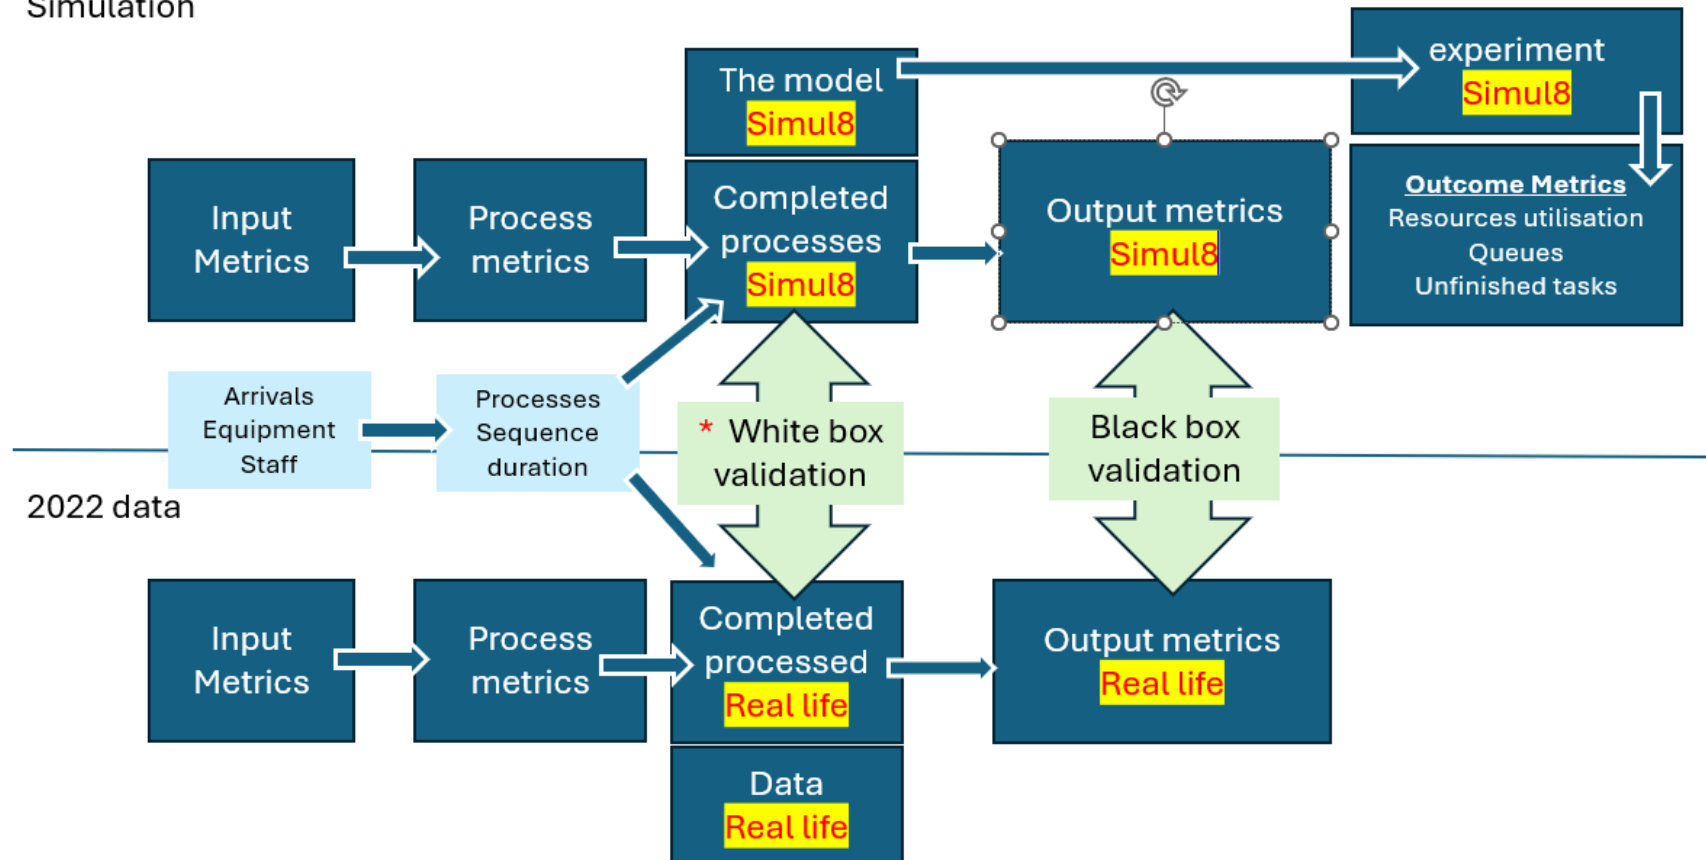 Simulation
The model
Simul8
experiment
Simul8
Input
Metrics
Process
metrics
Completed
processes
Simul8
Output metrics
Simul8
Outcome Metrics
Resources utilisation
Queues
Unfinished tasks
Arrivals
Equipment
Staff
Processes
Sequence
duration
* White box
validation
Black box
validation
2022 data
Input
Metrics
Process
metrics
Completed
processed
Real life
Output metrics
Real life
Data
Real life